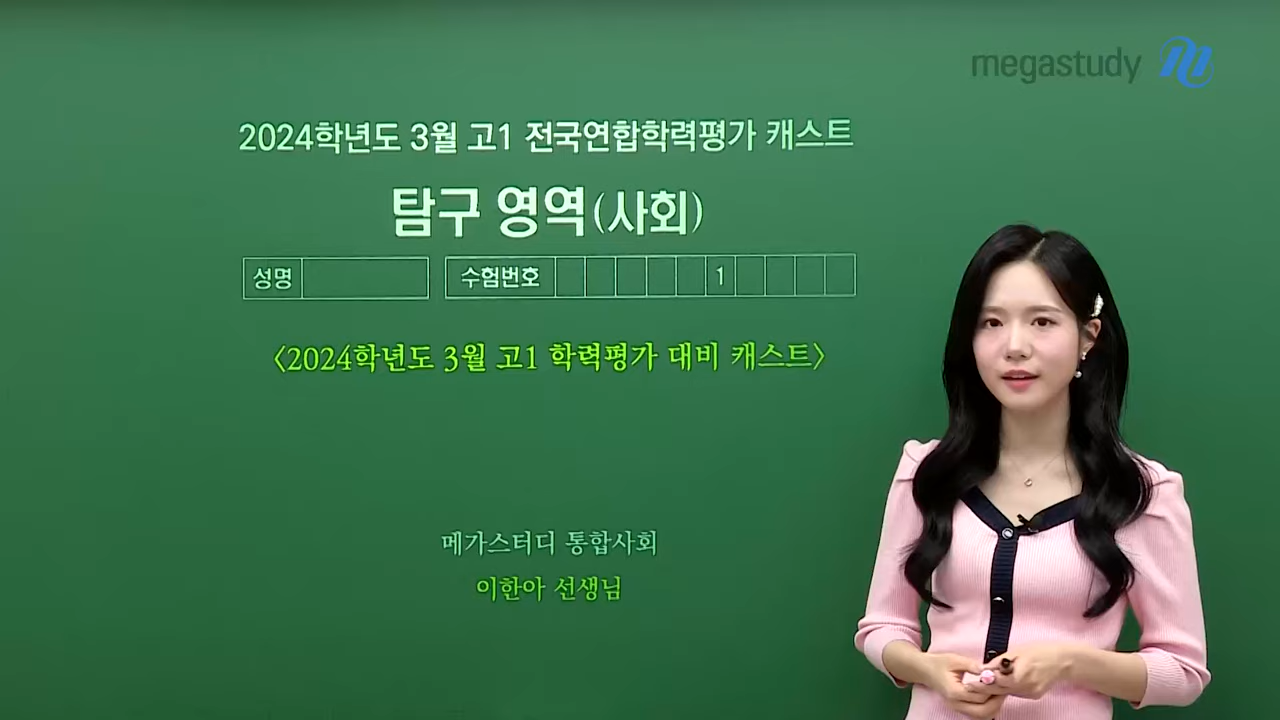 megastudy
2024학년도 3월 고1 전국연합학력평가 캐스트
탐구 영역(사회)
성명 수험번호 1
〈2024학년도 3월 고1 학력평가 대비 캐스트〉
메가스터디 통합사회
이한아 선생님